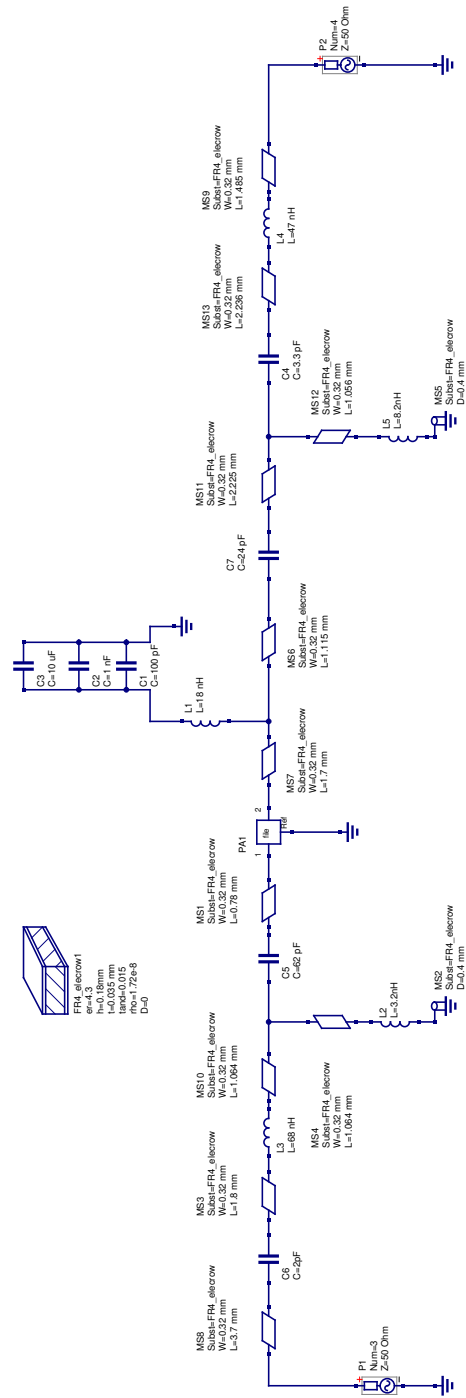 P1
Num=3
Z=50 Ohm
MS8
Subst=FR4_elecrow
W=0.32 mm
L=3.7 mm
C6
C=2pF
MS3
Subst=FR4_elecrow
W=0.32 mm
L=1.8 mm
L3
L=68 nH
MS10
Subst=FR4_elecrow
W=0.32 mm
L=1.064 mm
MS4
Subst=FR4_elecrow
W=0.32 mm
L=1.064 mm
L2
L=3.2nH
MS2
Subst=FR4_elecrow
D=0.4 mm
FR4_elecrow1
er=4.3
h=0.18mm
t=0.035 mm
tand=0.015
rho=1.72e-8
D=0
C5
C=62 pF
MS1
Subst=FR4_elecrow
W=0.32 mm
L=0.78 mm
PA1
1
file
2
Ref
MS7
Subst=FR4_elecrow
W=0.32 mm
L=1.7 mm
L1
L=18 nH
C3
C=10 uF
C2
C=1 nF
C1
C=100 pF
MS6
Subst=FR4_elecrow
W=0.32 mm
L=1.115 mm
C7
C=24 pF
MS11
Subst=FR4_elecrow
W=0.32 mm
L=2.225 mm
MS12
Subst=FR4_elecrow
W=0.32 mm
L=1.056 mm
L5
L=8.2nH
MS5
Subst=FR4_elecrow
D=0.4 mm
C4
C=3.3 pF
MS13
Subst=FR4_elecrow
W=0.32 mm
L=2.236 mm
L4
L=47 nH
MS9
Subst=FR4_elecrow
W=0.32 mm
L=1.485 mm
P2
Num=4
Z=50 Ohm